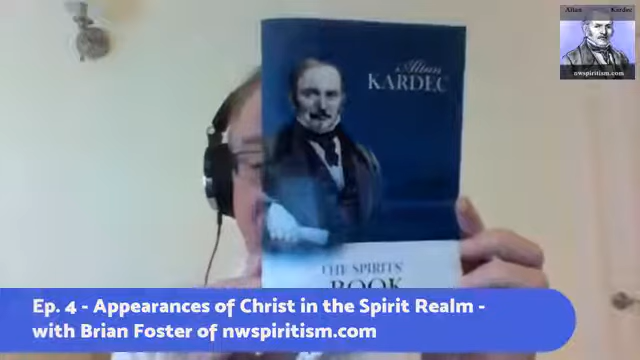 Allan Kardec
nwspiritism.com
Allan
KARDEC
THE SPIRITS'
BOOK
Ep. 4 - Appearances of Christ in the Spirit Realm -
with Brian Foster of nwspiritism.com